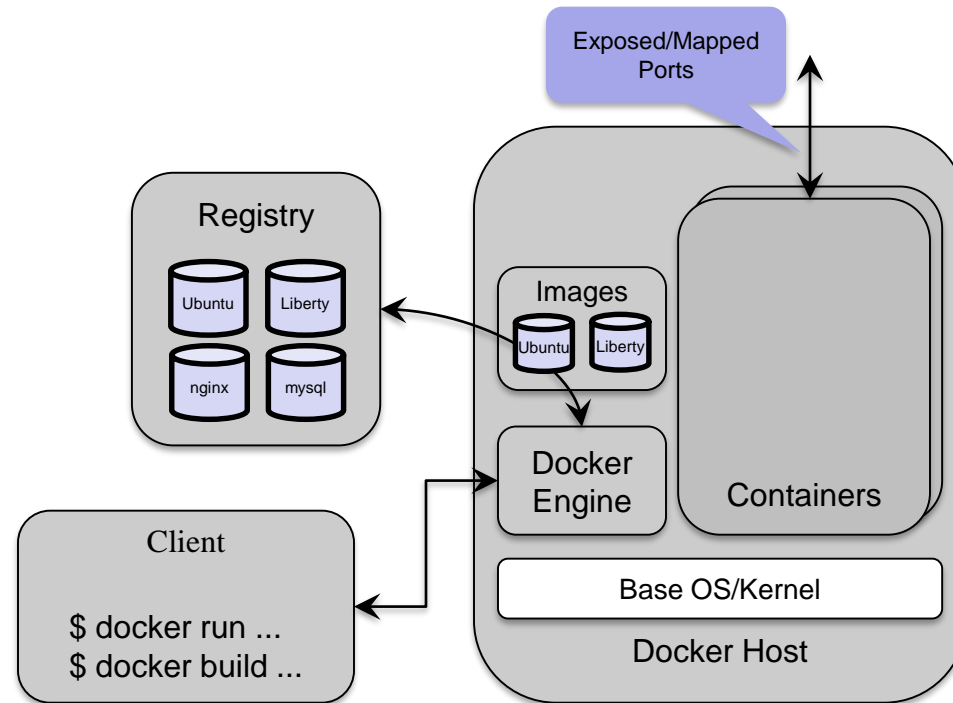 Exposed/Mapped
Ports
Registry
Ubuntu
Liberty
nginx
mysql
Images
Ubuntu
Liberty
Docker
Engine
Containers
Base OS/Kernel
Docker Host
Client
$ docker run ...
$ docker build ...